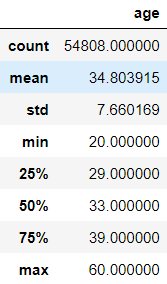 age
count 54808.000000
mean 34.803915
std 7.660169
min 20.000000
25% 29.000000
50% 33.000000
75% 39.000000
max 60.000000